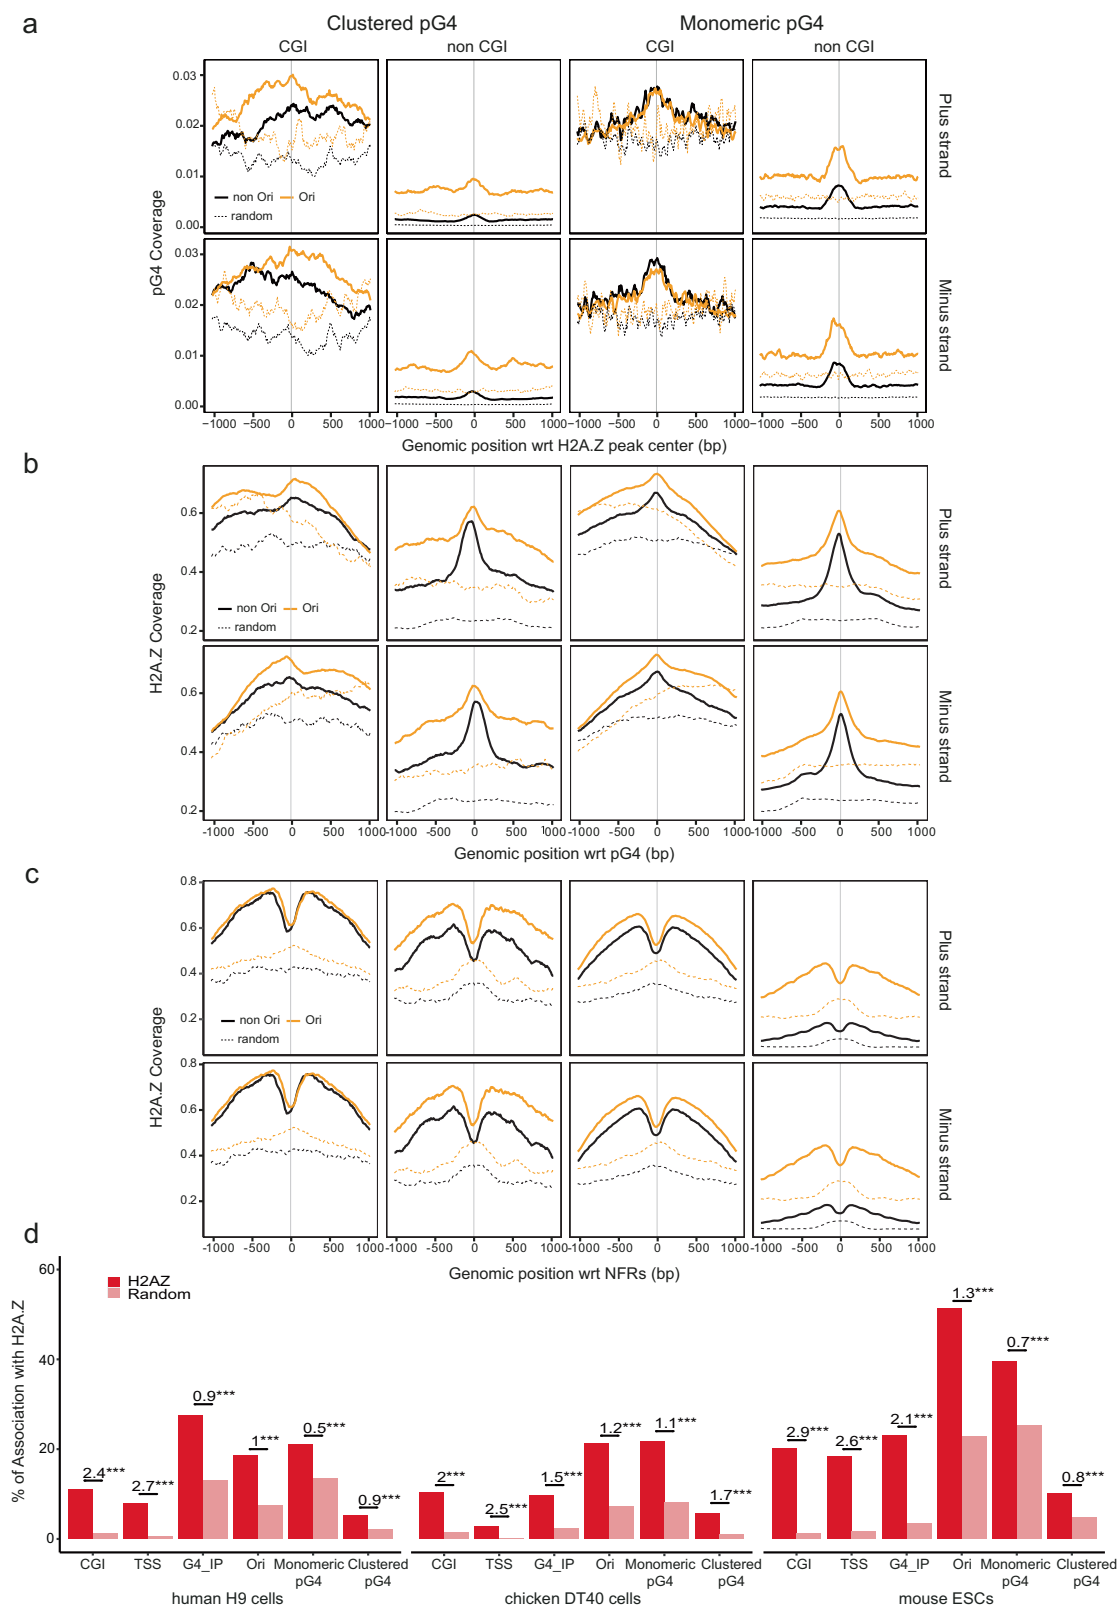 a
Clustered pG4
Monomeric pG4
CGI
non CGI
CGI
non CGI
0.03
0.02
0.01
0.00
non Ori
Ori
random
Plus strand
pG4 Coverage
0.03
0.02
0.01
0.00
Minus strand
-1000 -500 0 500 1000
-1000 -500 0 500 1000
-1000 -500 0 500 1000
-1000 -500 0 500 1000
Genomic position wrt H2A.Z peak center (bp)
b
0.6
0.4
0.2
non Ori
Ori
random
Plus strand
H2A.Z Coverage
0.6
0.4
0.2
Minus strand
-1000 -500 0 500 1000
-1000 -500 0 500 1000
-1000 -500 0 500 1000
-1000 -500 0 500 1000
Genomic position wrt pG4 (bp)
c
0.8
0.6
0.4
0.2
non Ori
Ori
random
Plus strand
H2A.Z Coverage
0.8
0.6
0.4
0.2
Minus strand
-1000 -500 0 500 1000
-1000 -500 0 500 1000
-1000 -500 0 500 1000
-1000 -500 0 500 1000
Genomic position wrt NFRs (bp)
d
% of Association with H2A.Z
60
40
20
0
H2AZ
Random
2.4***
2.7***
0.9***
1***
0.5***
0.9***
2***
2.5***
1.5***
1.2***
1.1***
1.7***
2.9***
2.6***
2.1***
1.3***
0.7***
0.8***
CGI TSS G4_IP Ori Monomeric Clustered
pG4 pG4
human H9 cells
CGI TSS G4_IP Ori Monomeric Clustered
pG4 pG4
chicken DT40 cells
CGI TSS G4_IP Ori Monomeric Clustered
pG4 pG4
mouse ESCs